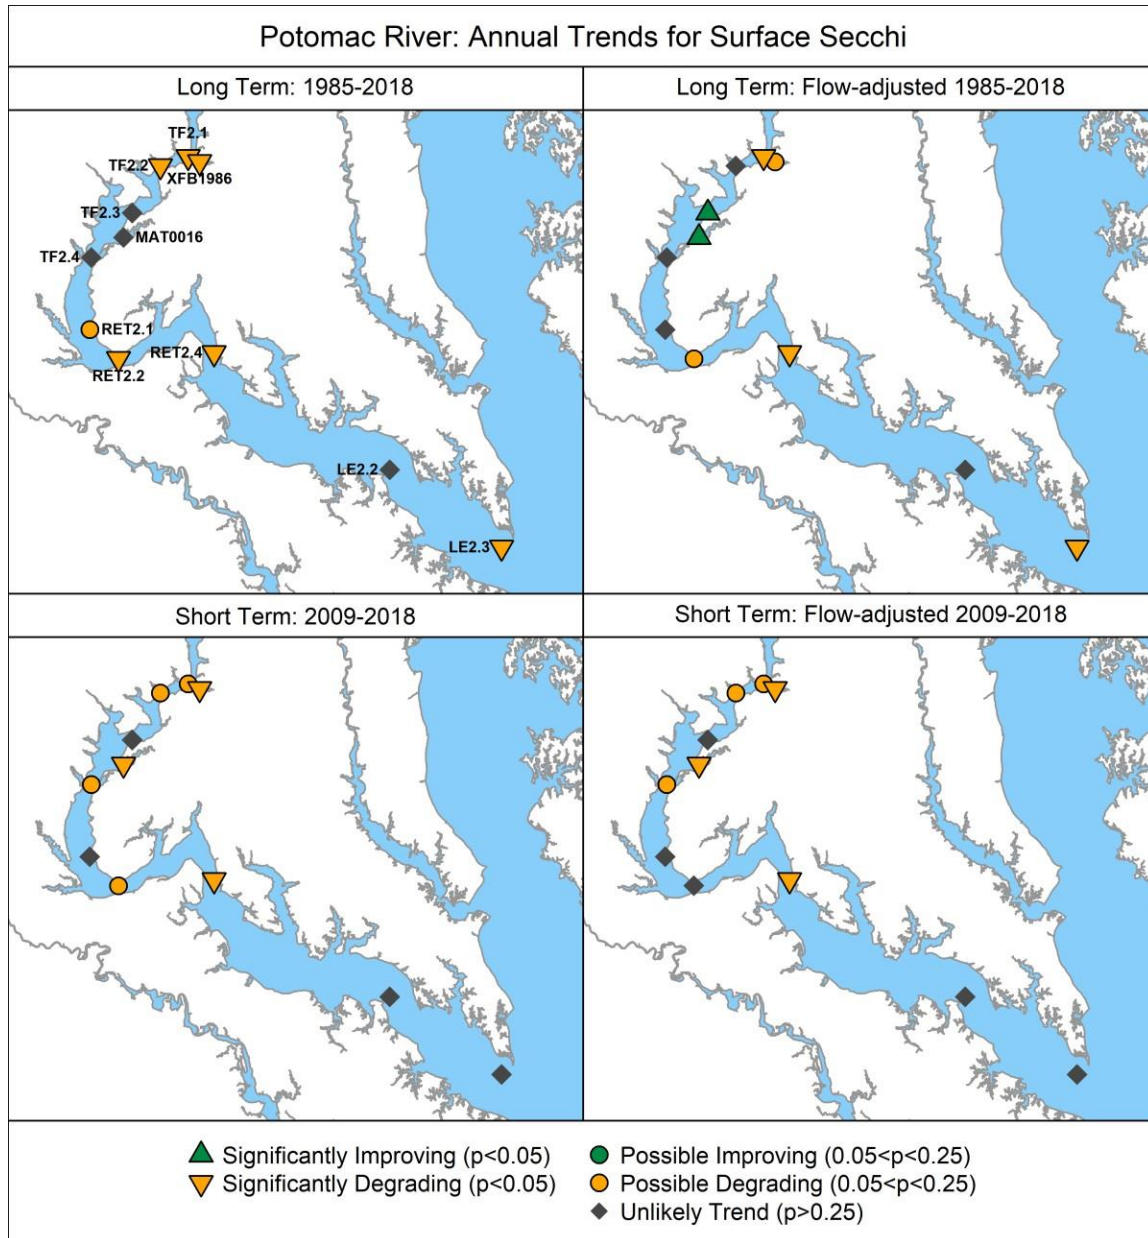 Potomac River: Annual Trends for Surface Secchi
Long Term: 1985-2018
Long Term: Flow-adjusted 1985-2018
TF2.1
TF2.2
XFB1986
TF2.3
MAT0016
TF2.4
RET2.1
RET2.4
RET2.2
LE2.2
LE2.3
Short Term: 2009-2018
Short Term: Flow-adjusted 2009-2018
Significantly Improving (p<0.05)
Possible Improving (0.05<p<0.25)
Significantly Degrading (p<0.05)
Possible Degrading (0.05<p<0.25)
Unlikely Trend (p>0.25)